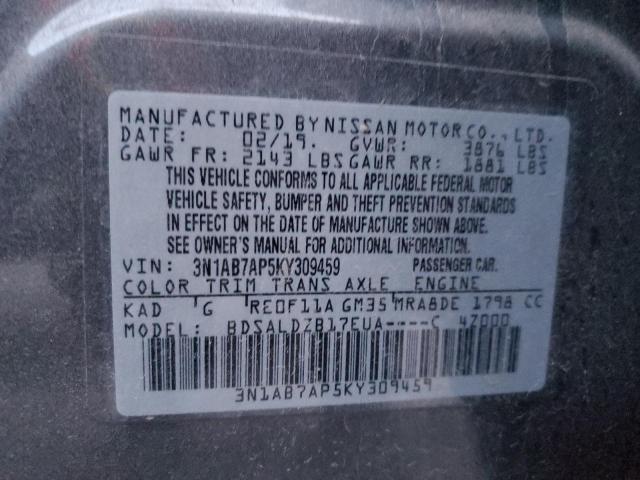 MANUFACTURED BY NISSAN MOTOR CO., LTD.
DATE: 02/19. GVWR: 3876 LBS
GAWR FR: 2143 LBS GAWR RR: 1881 LBS
THIS VEHICLE CONFORMS TO ALL APPLICABLE FEDERAL MOTOR
VEHICLE SAFETY, BUMPER AND THEFT PREVENTION STANDARDS
IN EFFECT ON THE DATE OF MANUFACTURE SHOWN ABOVE.
SEE OWNER'S MANUAL FOR ADDITIONAL INFORMATION.
VIN: 3N1AB7AP5KY309459 PASSENGER CAR.
COLOR TRIM TRANS AXLE ENGINE
KAD G RE0F11A GM35 MRA8DE 1798 CC
MODEL: BDSALDZB17EUA----C 4Z000
3N1AB7AP5KY309459